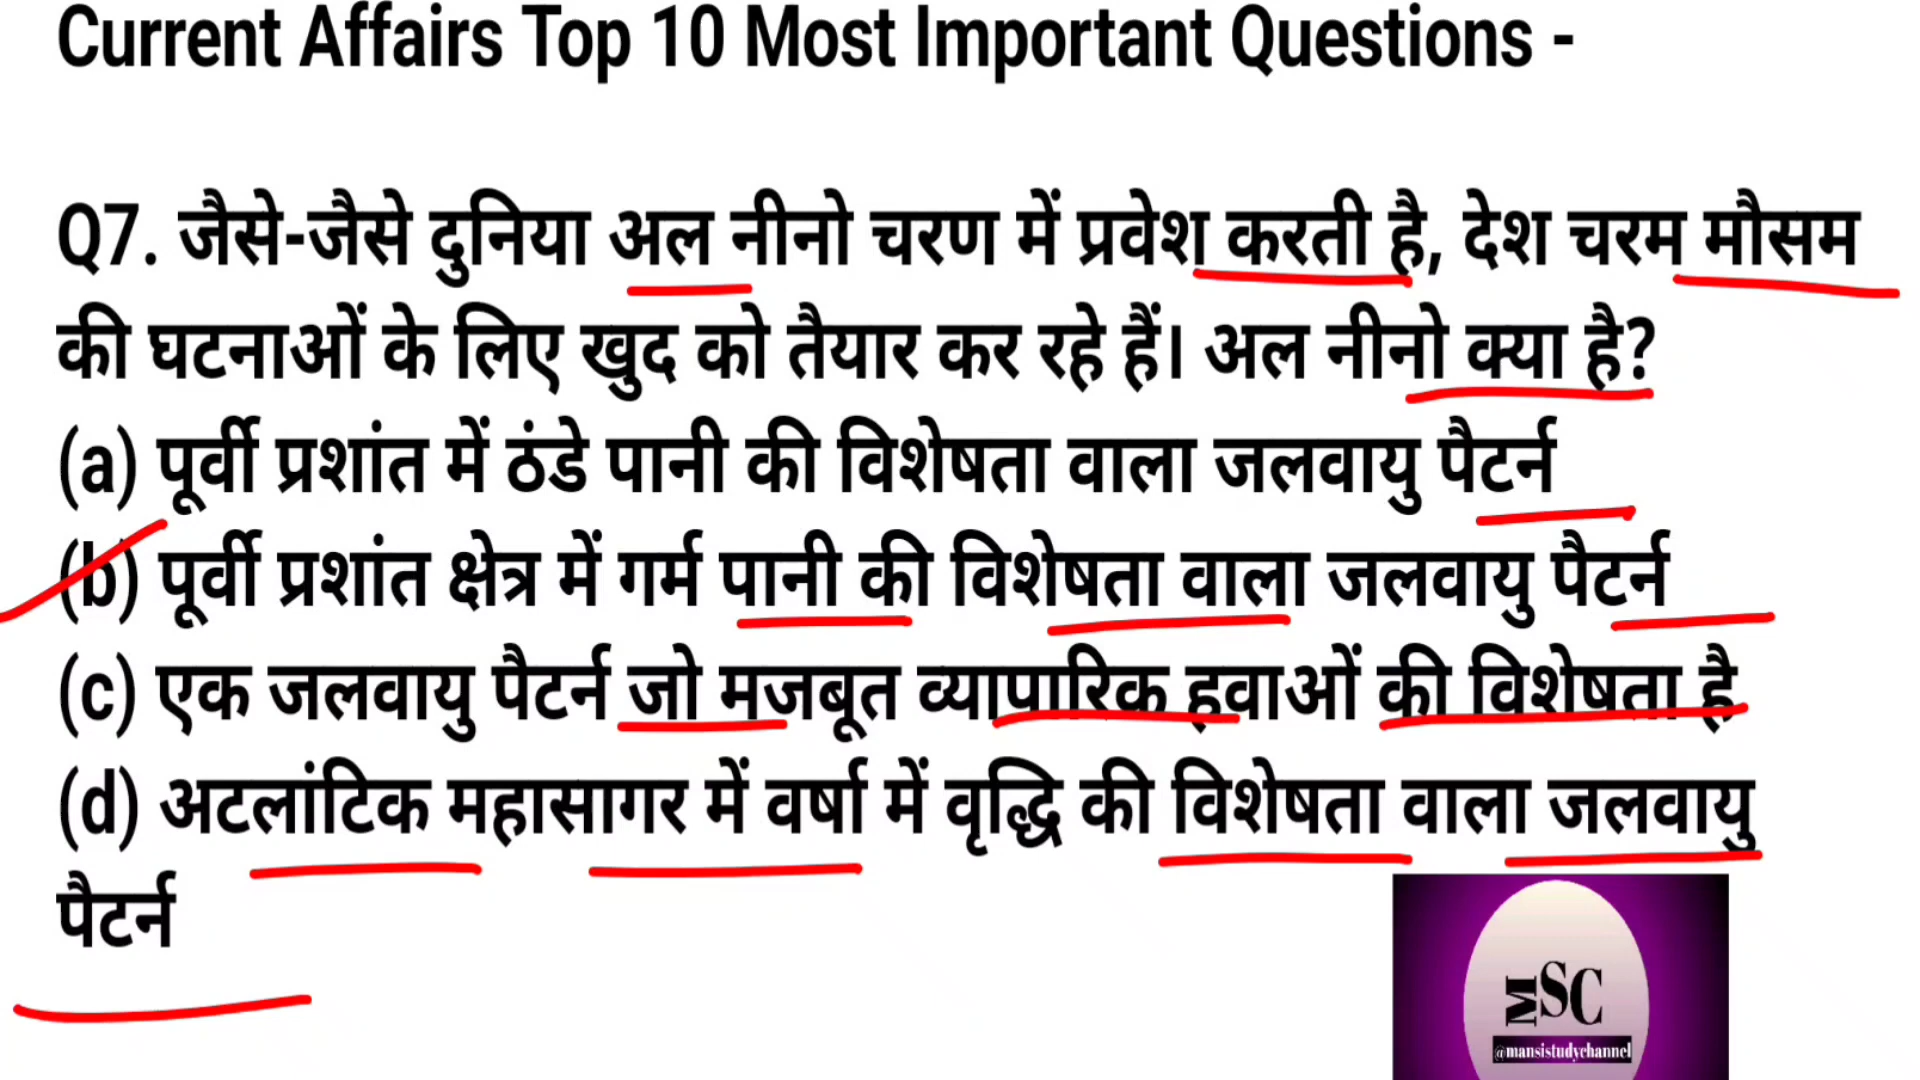 Current Affairs Top 10 Most Important Questions -
Q7. जैसे-जैसे दुनिया अल नीनो चरण में प्रवेश करती है, देश चरम मौसम
की घटनाओं के लिए खुद को तैयार कर रहे हैं। अल नीनो क्या है?
(a) पूर्वी प्रशांत में ठंडे पानी की विशेषता वाला जलवायु पैटर्न
(b) पूर्वी प्रशांत क्षेत्र में गर्म पानी की विशेषता वाला जलवायु पैटर्न
(c) एक जलवायु पैटर्न जो मजबूत व्यापारिक हवाओं की विशेषता है
(d) अटलांटिक महासागर में वर्षा में वृद्धि की विशेषता वाला जलवायु
पैटर्न
MSC
@mansistudychannel